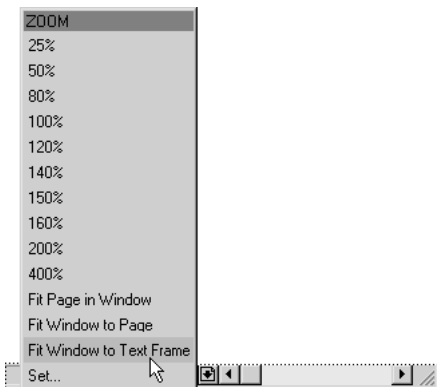 ZOOM
25%
50%
80%
100%
120%
140%
150%
160%
200%
400%
Fit Page in Window
Fit Window to Page
Fit Window to Text Frame
Set...